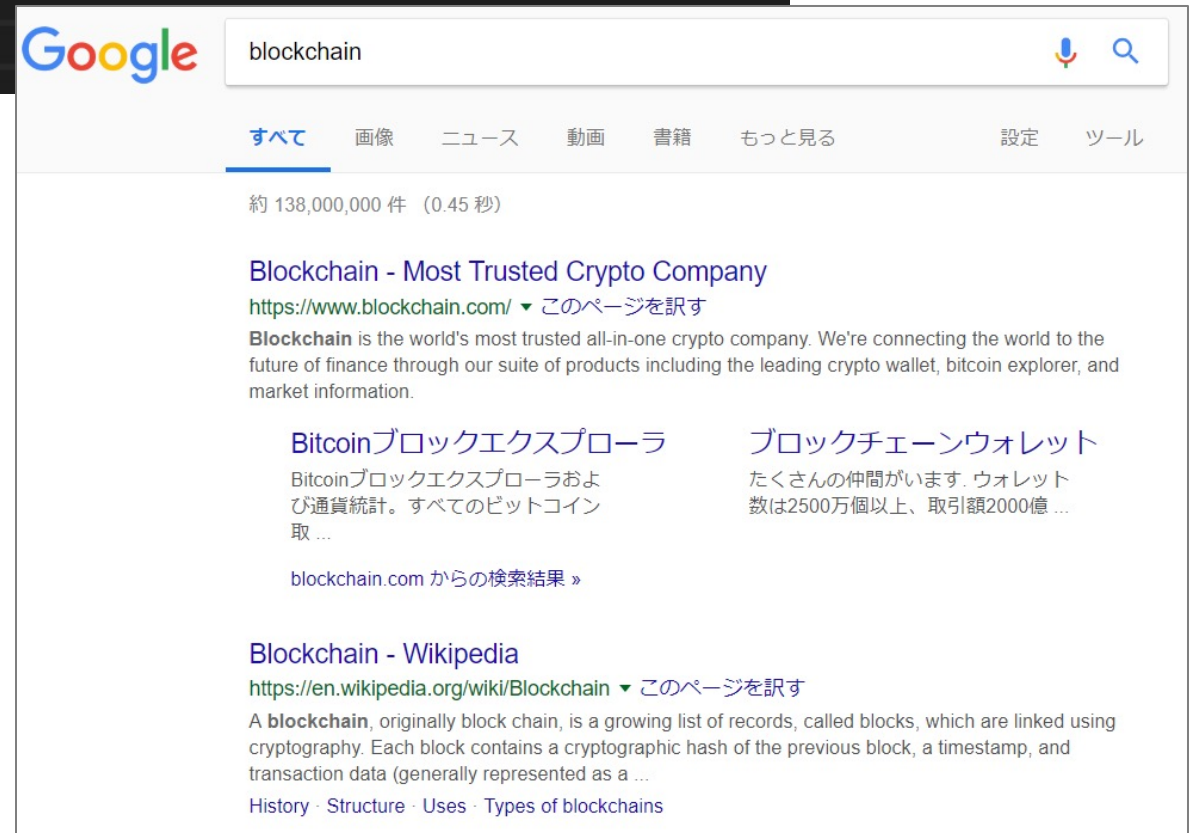 Google
blockchain
すべて 画像 ニュース 動画 書籍 もっと見る 設定 ツール
約 138,000,000 件 （0.45 秒）
Blockchain - Most Trusted Crypto Company
https://www.blockchain.com/ ▼ このページを訳す
Blockchain is the world's most trusted all-in-one crypto company. We're connecting the world to the
future of finance through our suite of products including the leading crypto wallet, bitcoin explorer, and
market information.
Bitcoinブロックエクスプローラ
Bitcoinブロックエクスプローラおよ
び通貨統計。すべてのビットコイン
取 ...
ブロックチェーンウォレット
たくさんの仲間がいます. ウォレット
数は2500万個以上、取引額2000億 ...
blockchain.com からの検索結果 »
Blockchain - Wikipedia
https://en.wikipedia.org/wiki/Blockchain ▼ このページを訳す
A blockchain, originally block chain, is a growing list of records, called blocks, which are linked using
cryptography. Each block contains a cryptographic hash of the previous block, a timestamp, and
transaction data (generally represented as a ...
History · Structure · Uses · Types of blockchains